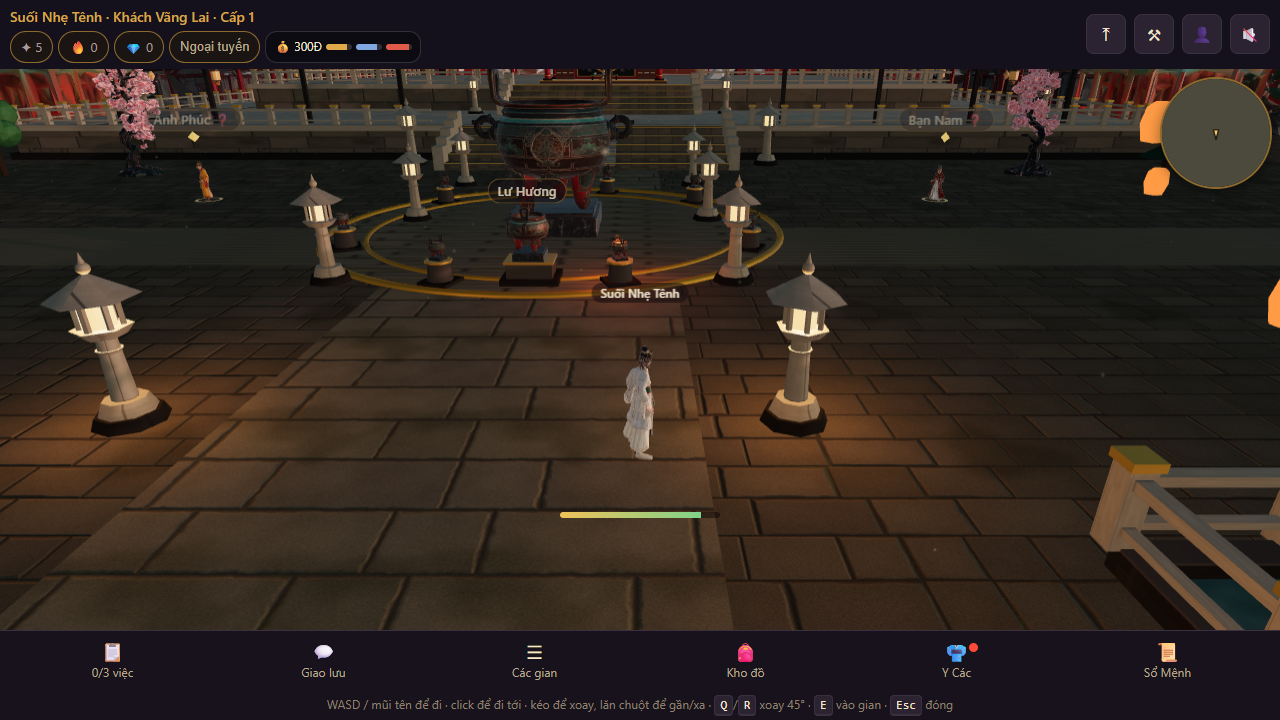 Suối Nhẹ Tênh · Khách Vãng Lai · Cấp 1
5
0
0
Ngoại tuyến
300Đ
Anh Phúc ❓
Bạn Nam ❓
Lư Hương
Suối Nhẹ Tênh
0/3 việc
Giao lưu
Các gian
Kho đồ
Y Các
Sổ Mệnh
WASD / mũi tên để đi · click để đi tới · kéo để xoay, lăn chuột để gần/xa · Q / R xoay 45° · E vào gian · Esc đóng